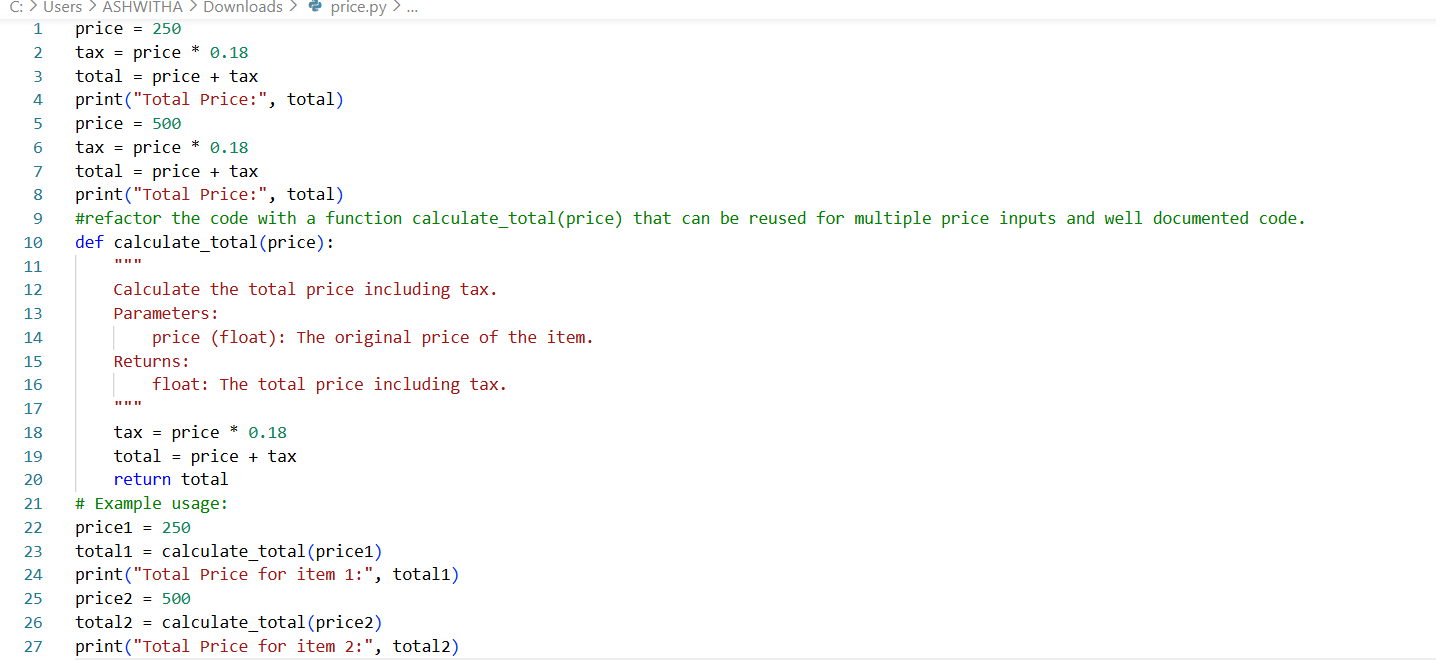 C: > Users > ASHWITHA > Downloads > price.py > ...
1 price = 250
2 tax = price * 0.18
3 total = price + tax
4 print("Total Price:", total)
5 price = 500
6 tax = price * 0.18
7 total = price + tax
8 print("Total Price:", total)
9 #refactor the code with a function calculate_total(price) that can be reused for multiple price inputs and well documented code.
10 def calculate_total(price):
11     """
12     Calculate the total price including tax.
13     Parameters:
14         price (float): The original price of the item.
15     Returns:
16         float: The total price including tax.
17     """
18     tax = price * 0.18
19     total = price + tax
20     return total
21 # Example usage:
22 price1 = 250
23 total1 = calculate_total(price1)
24 print("Total Price for item 1:", total1)
25 price2 = 500
26 total2 = calculate_total(price2)
27 print("Total Price for item 2:", total2)